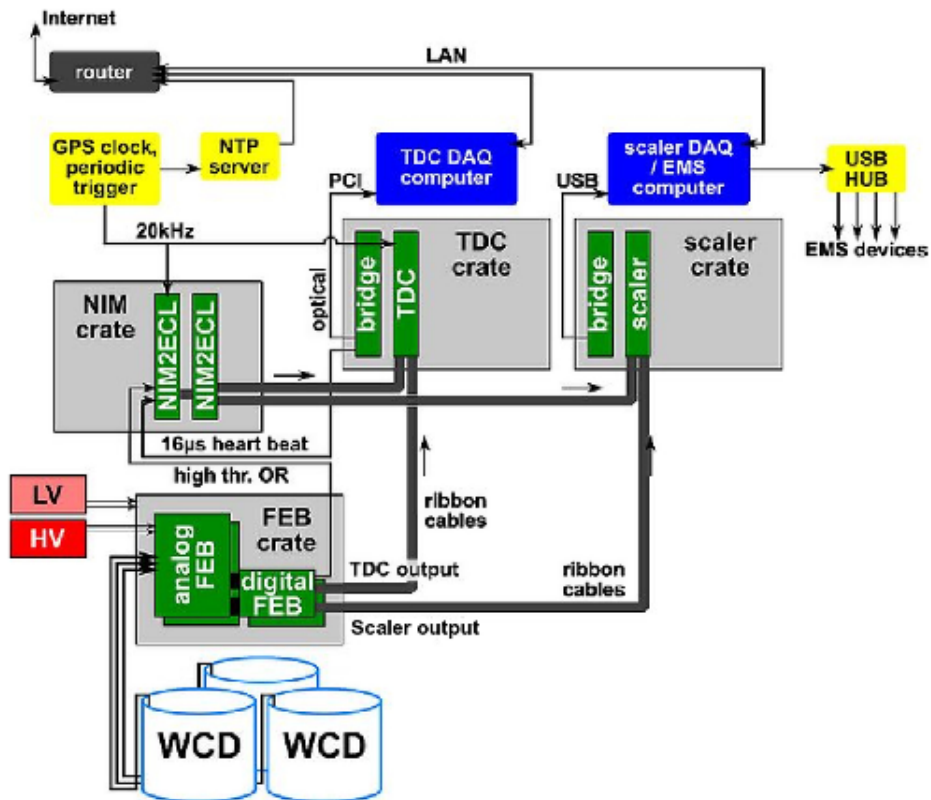 Internet
router
LAN
GPS clock,
periodic
trigger
NTP
server
TDC DAQ
computer
scaler DAQ
/ EMS
computer
USB
HUB
PCI
USB
EMS devices
20kHz
optical
TDC
crate
bridge
TDC
scaler
crate
bridge
scaler
NIM
crate
NIM2ECL
NIM2ECL
16µs heart beat
high thr. OR
LV
HV
FEB
crate
analog
FEB
digital
FEB
ribbon
cables
TDC output
ribbon
cables
Scaler output
WCD
WCD